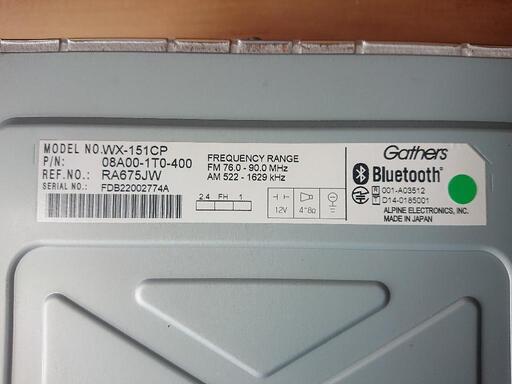 MODEL NO.WX-151CP
P/N: 08A00-1T0-400
REF.NO.: RA675JW
SERIAL NO.: FDB22002774A
FREQUENCY RANGE
FM 76.0 - 90.0 MHz
AM 522 - 1629 kHz
2.4 FH 1
12V 4~8Ω
Gathers
Bluetooth®
R 001-A03512
T D14-0185001
ALPINE ELECTRONICS, INC.
MADE IN JAPAN